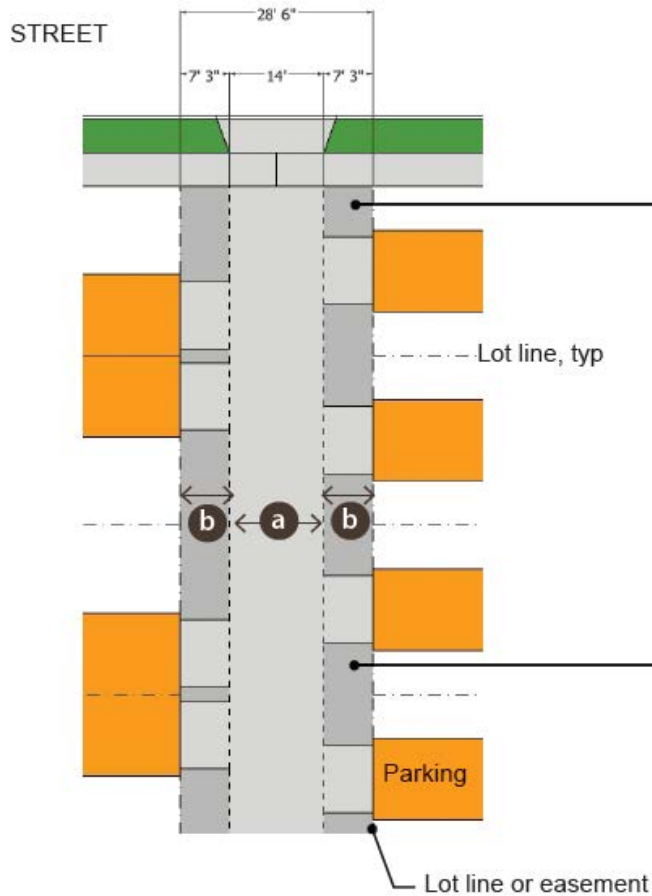 28' 6"
STREET
7' 3" 14' 7' 3"
Lot line, typ
b a b
Parking
Lot line or easement